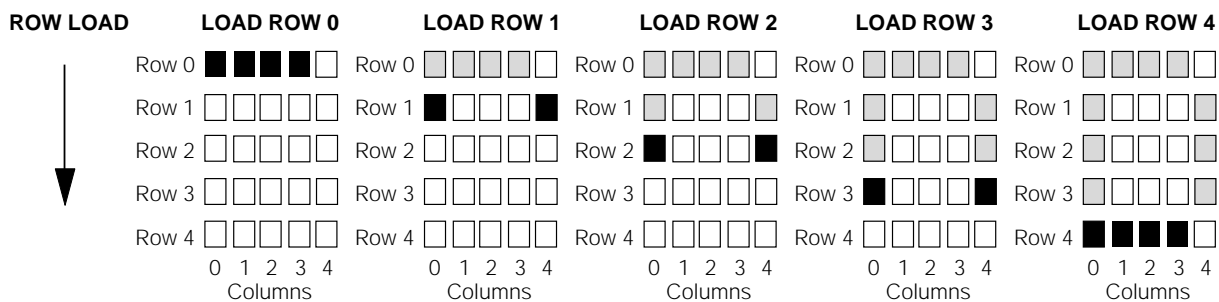 ROW LOAD LOAD ROW 0 LOAD ROW 1 LOAD ROW 2 LOAD ROW 3 LOAD ROW 4
Row 0 Row 0 Row 0 Row 0 Row 0
Row 1 Row 1 Row 1 Row 1 Row 1
Row 2 Row 2 Row 2 Row 2 Row 2
Row 3 Row 3 Row 3 Row 3 Row 3
Row 4 Row 4 Row 4 Row 4 Row 4
0 1 2 3 4 0 1 2 3 4 0 1 2 3 4 0 1 2 3 4 0 1 2 3 4
Columns Columns Columns Columns Columns